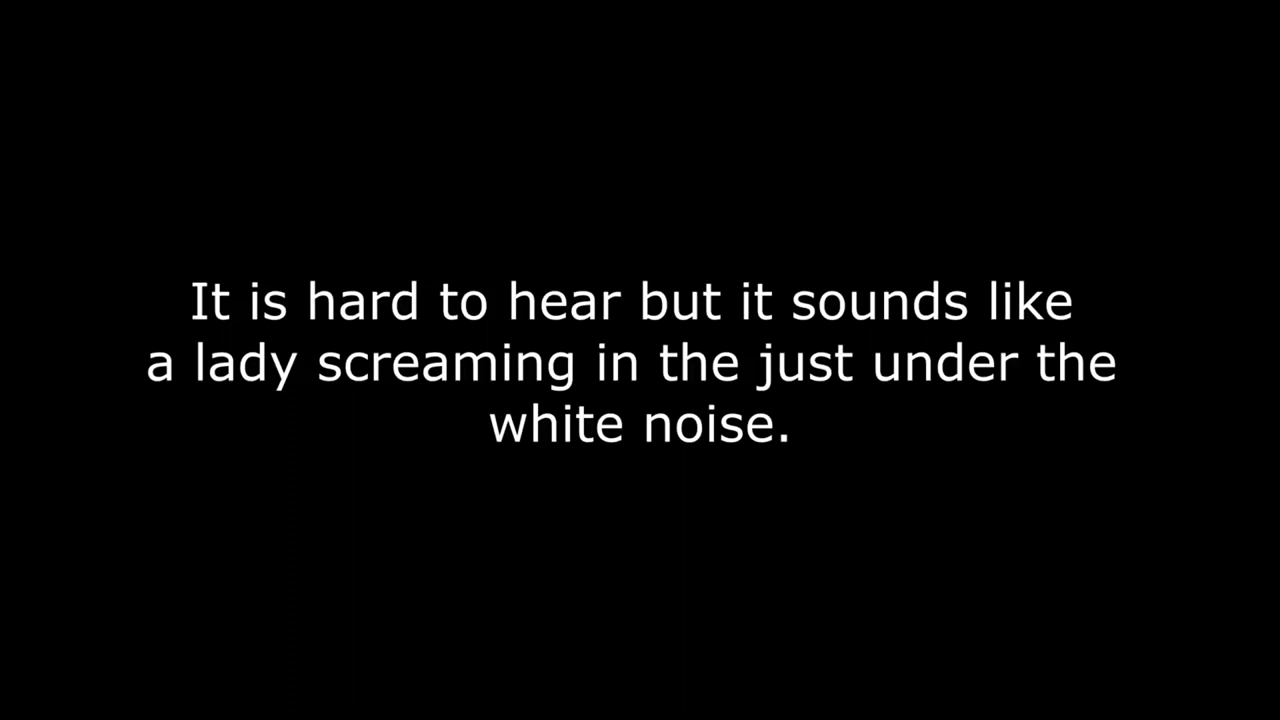 It is hard to hear but it sounds like
a lady screaming in the just under the
white noise.